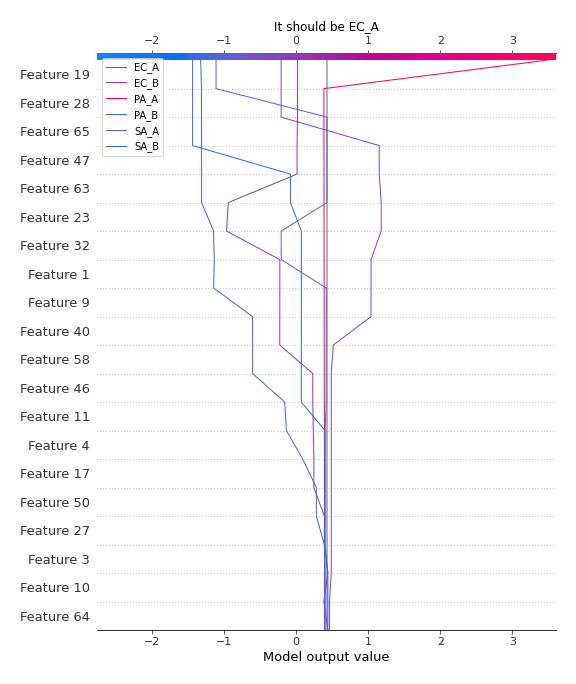 It should be EC_A
−2 −1 0 1 2 3
EC_A
EC_B
PA_A
PA_B
SA_A
SA_B
Feature 19
Feature 28
Feature 65
Feature 47
Feature 63
Feature 23
Feature 32
Feature 1
Feature 9
Feature 40
Feature 58
Feature 46
Feature 11
Feature 4
Feature 17
Feature 50
Feature 27
Feature 3
Feature 10
Feature 64
−2 −1 0 1 2 3
Model output value